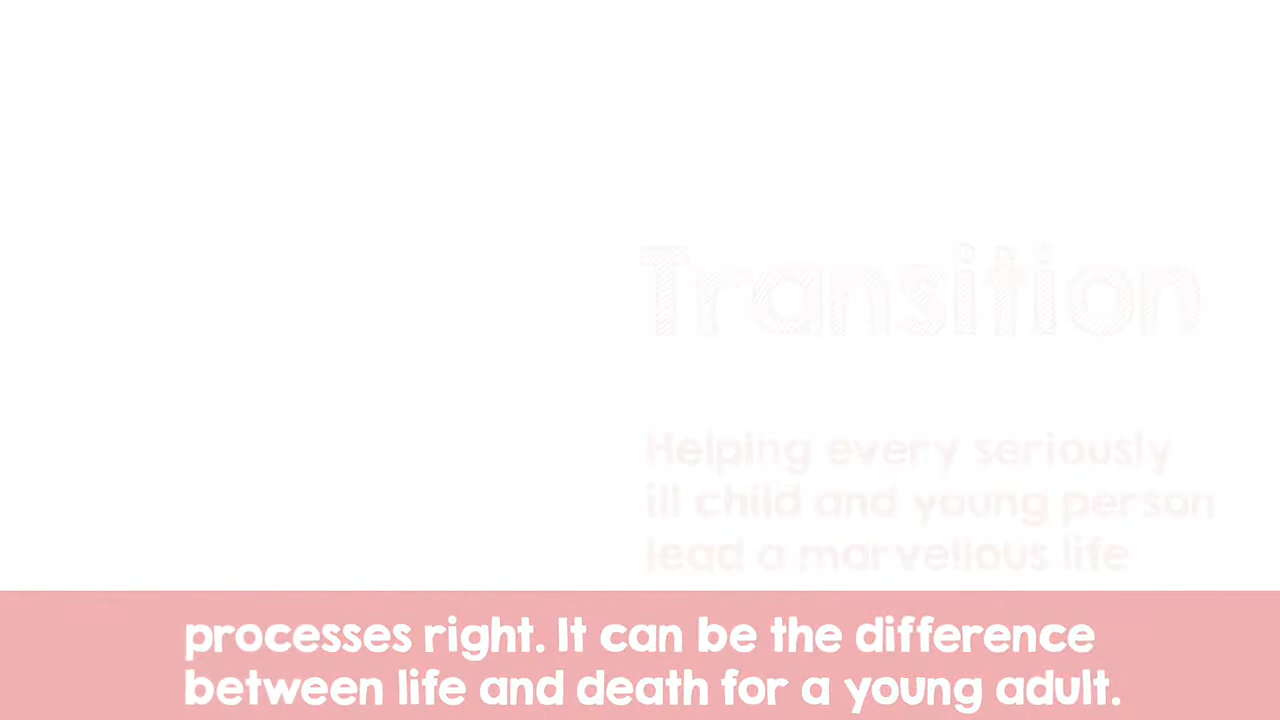 Transition
Helping every seriously
ill child and young person
lead a marvellous life
processes right. It can be the difference
between life and death for a young adult.